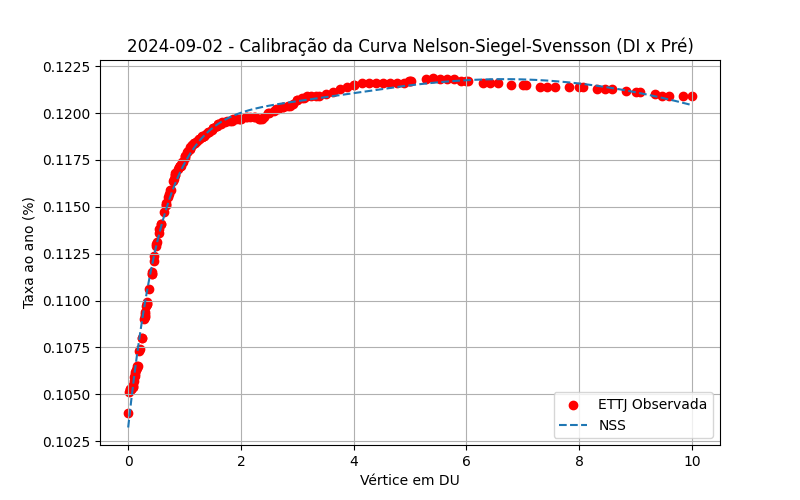 2024-09-02 - Calibração da Curva Nelson-Siegel-Svensson (DI x Pré)
Taxa ao ano (%)
0.1225
0.1200
0.1175
0.1150
0.1125
0.1100
0.1075
0.1050
0.1025
ETTJ Observada
NSS
0 2 4 6 8 10
Vértice em DU